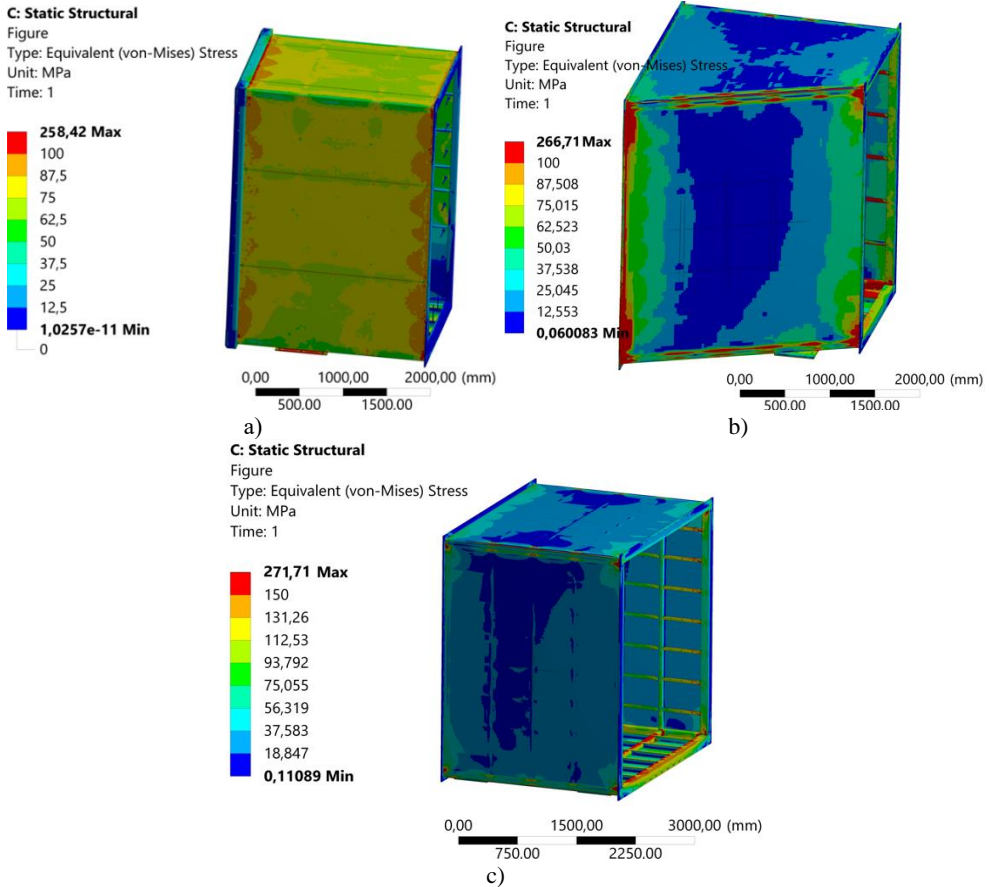 C: Static Structural
Figure
Type: Equivalent (von-Mises) Stress
Unit: MPa
Time: 1
258,42 Max
100
87,5
75
62,5
50
37,5
25
12,5
1,0257e-11 Min
0
0,00 1000,00 2000,00 (mm)
500,00 1500,00
a)
C: Static Structural
Figure
Type: Equivalent (von-Mises) Stress
Unit: MPa
Time: 1
266,71 Max
100
87,508
75,015
62,523
50,03
37,538
25,045
12,553
0,060083 Min
0,00 1000,00 2000,00 (mm)
500,00 1500,00
b)
C: Static Structural
Figure
Type: Equivalent (von-Mises) Stress
Unit: MPa
Time: 1
271,71 Max
150
131,26
112,53
93,792
75,055
56,319
37,583
18,847
0,11089 Min
0,00 1500,00 3000,00 (mm)
750,00 2250,00
c)